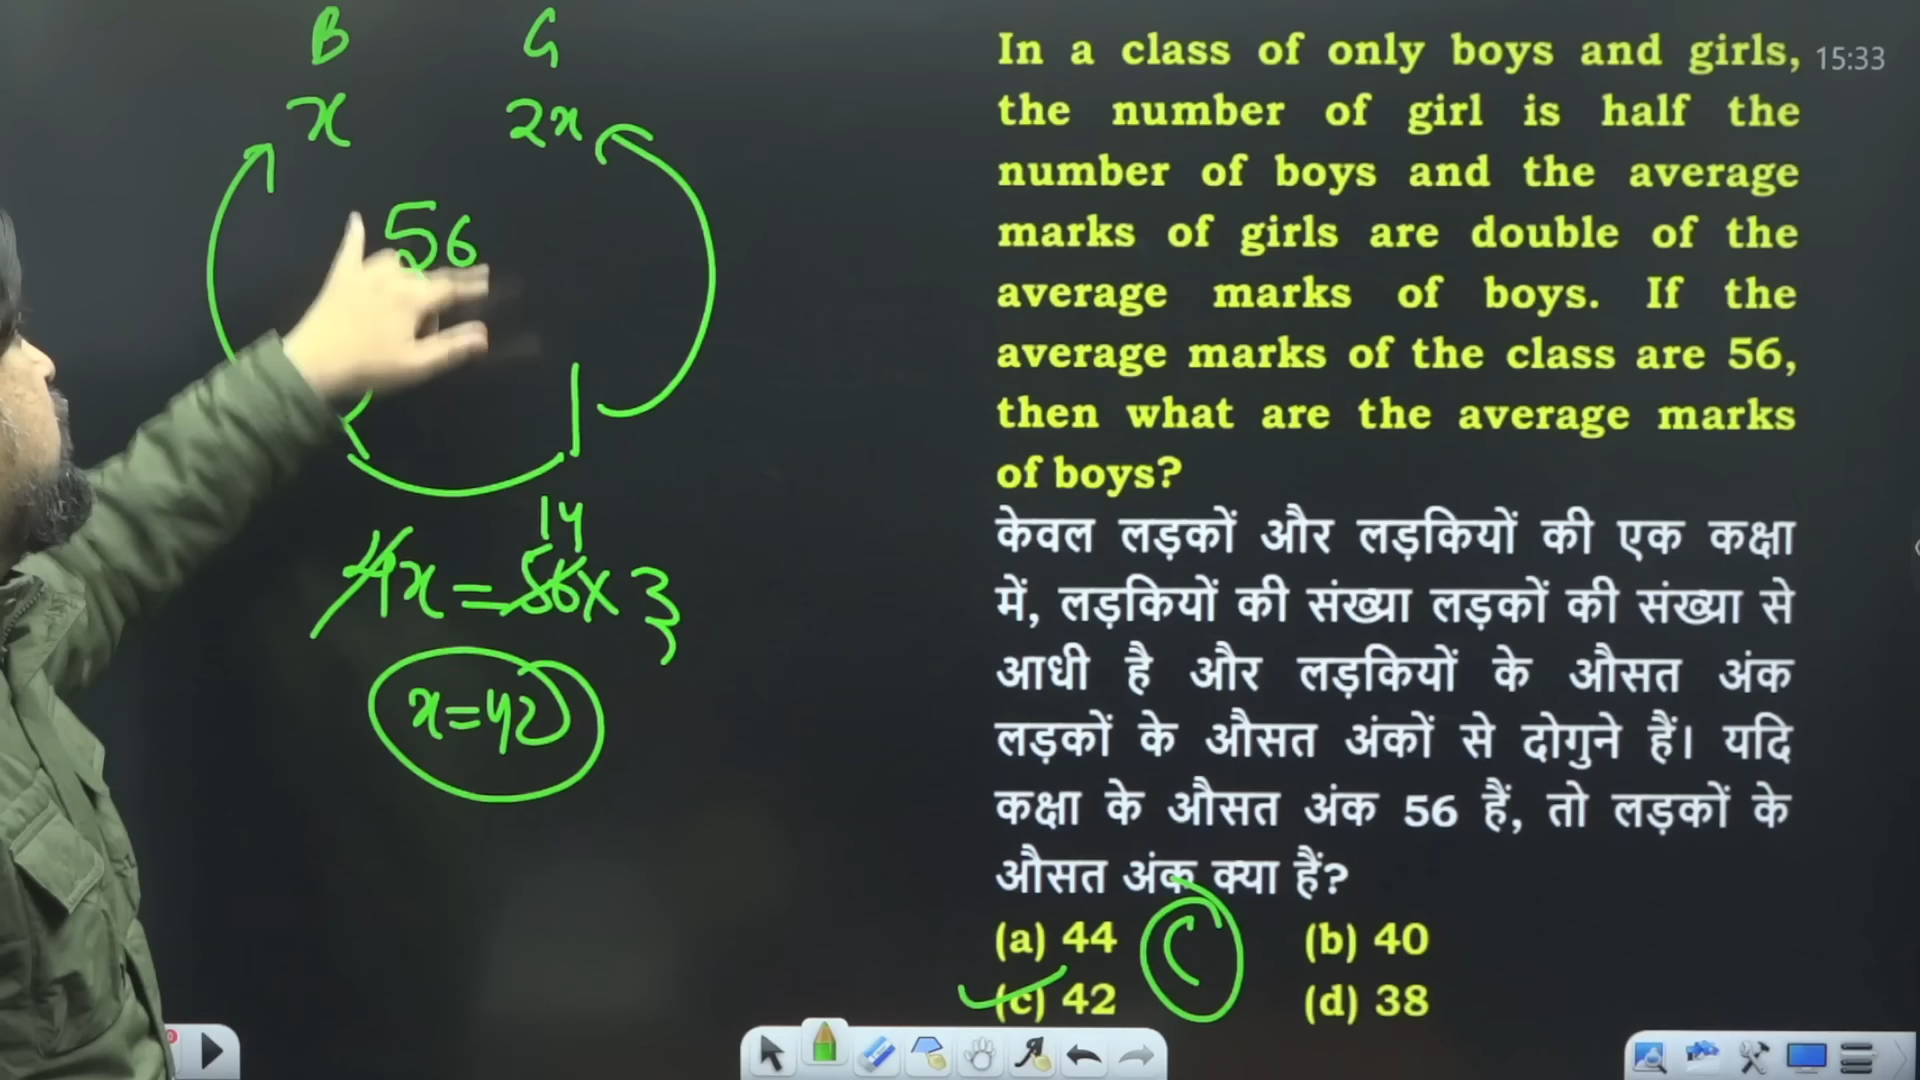 B G
x 2x
56
14
4x = 56x3
x=42
In a class of only boys and girls, 15:33
the number of girl is half the
number of boys and the average
marks of girls are double of the
average marks of boys. If the
average marks of the class are 56,
then what are the average marks
of boys?
केवल लड़कों और लड़कियों की एक कक्षा
में, लड़कियों की संख्या लड़कों की संख्या से
आधी है और लड़कियों के औसत अंक
लड़कों के औसत अंकों से दोगुने हैं। यदि
कक्षा के औसत अंक 56 हैं, तो लड़कों के
औसत अंक क्या हैं?
(a) 44 C (b) 40
(c) 42 (d) 38